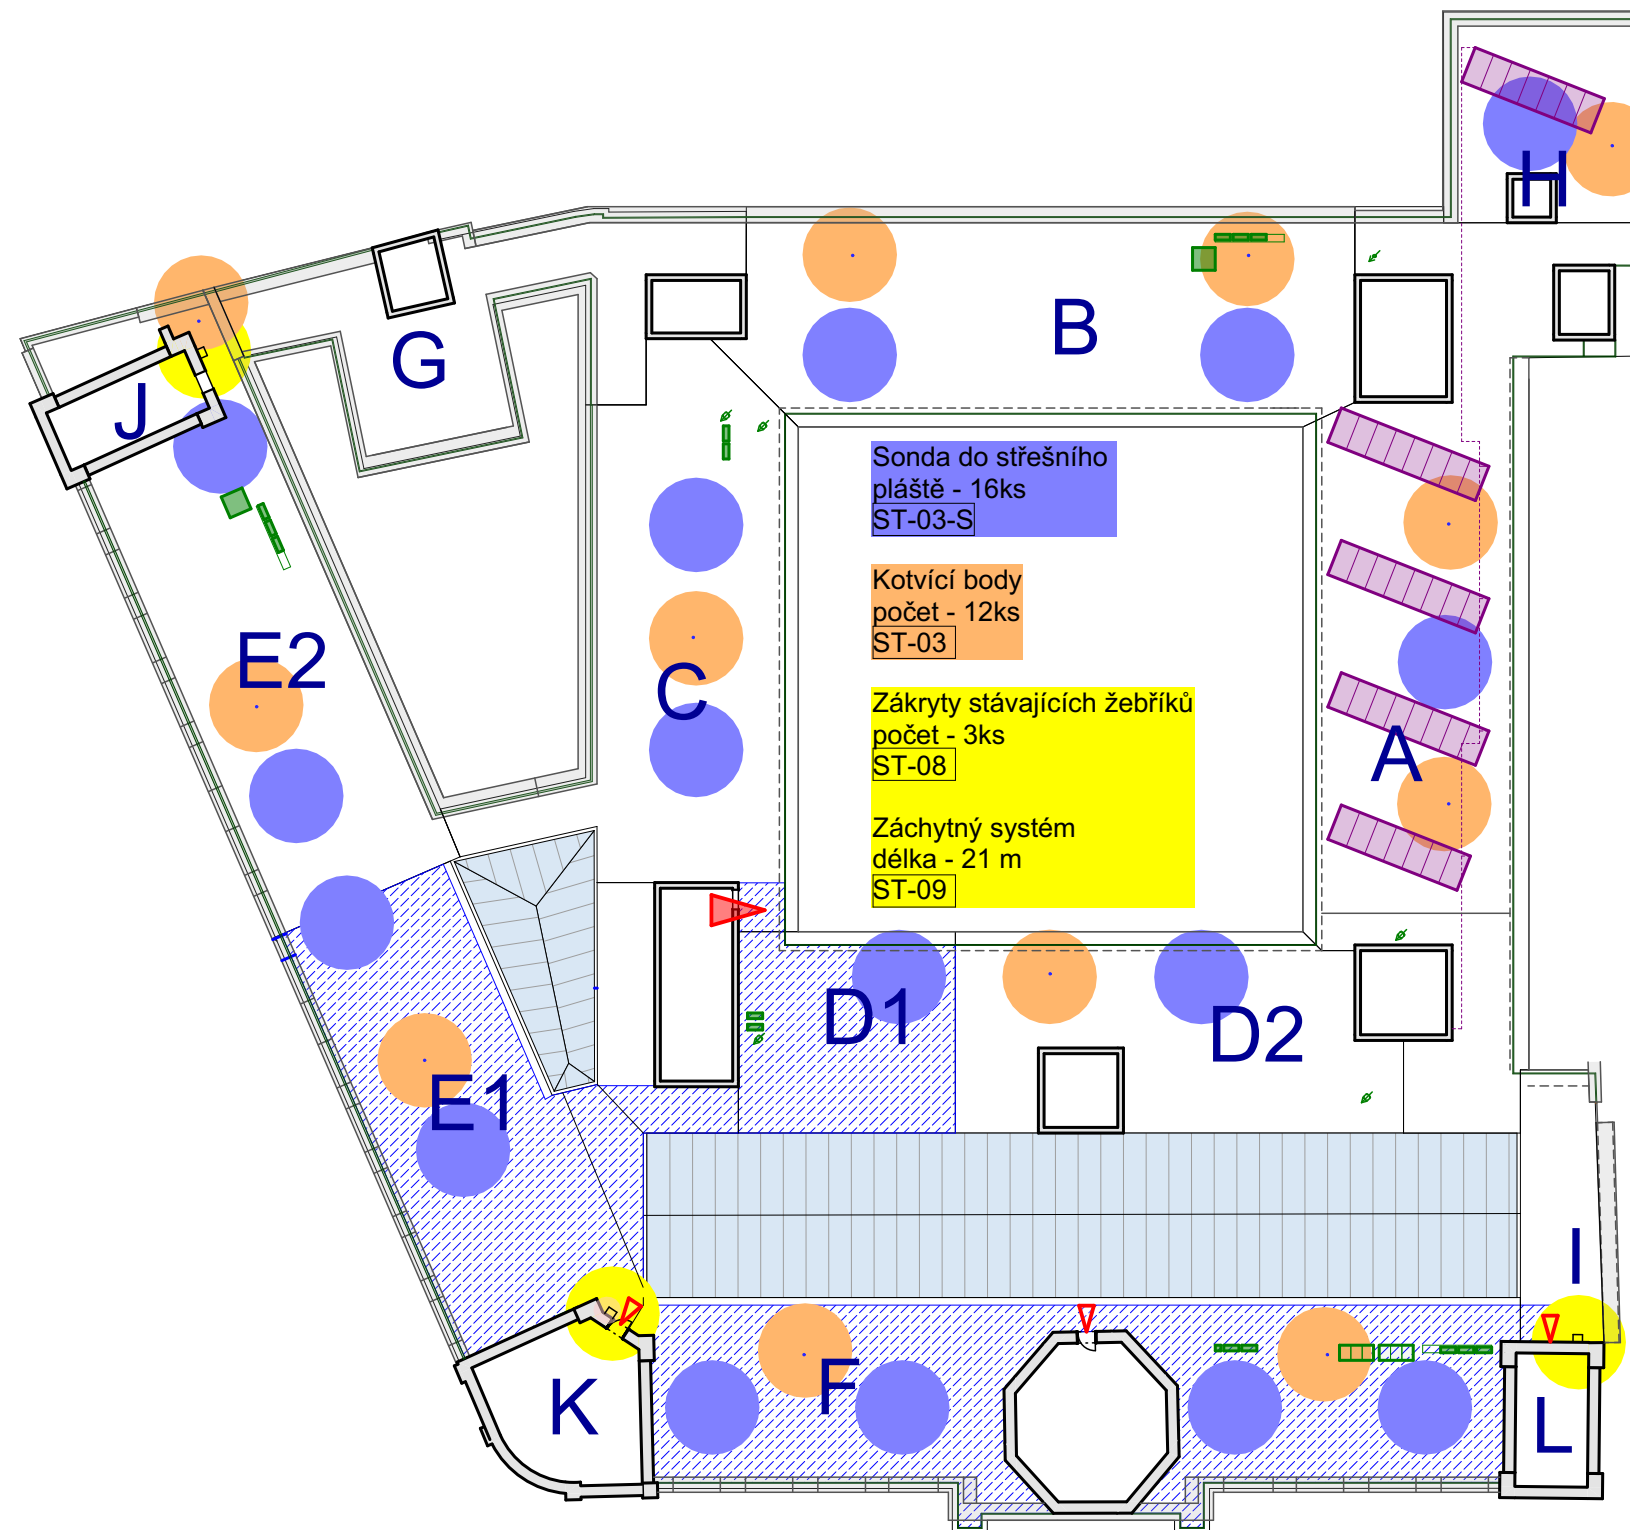 H
B
G
J
Sonda do střešního
pláště - 16ks
ST-03-S
Kotvící body
počet - 12ks
ST-03
E2
C
Zákryty stávajících žebříků
počet - 3ks
ST-08
A
Záchytný systém
délka - 21 m
ST-09
D1
D2
E1
I
F
K
L